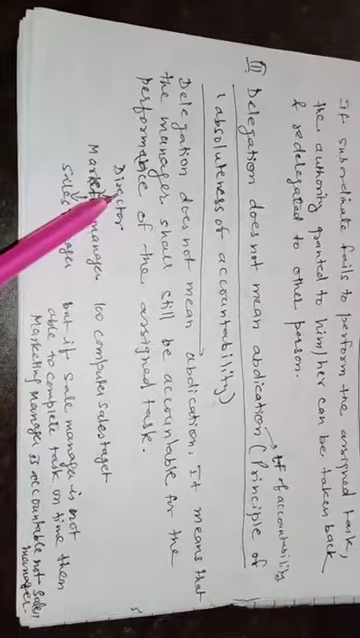 If subordinate fails to perform the assigned task,
the authority granted to him/her can be taken back
& redelegated to other person.
III Delegation does not mean abdication (Principle of
absoluteness of accountability)
of accountability
Delegation does not mean abdication. It means that
the manager shall still be accountable for the
performance of the assigned task.
Director
manager 100 computer sales target
but if sale manager is not
able to complete task on time then
Marketing Manager is accountable not sales
manager